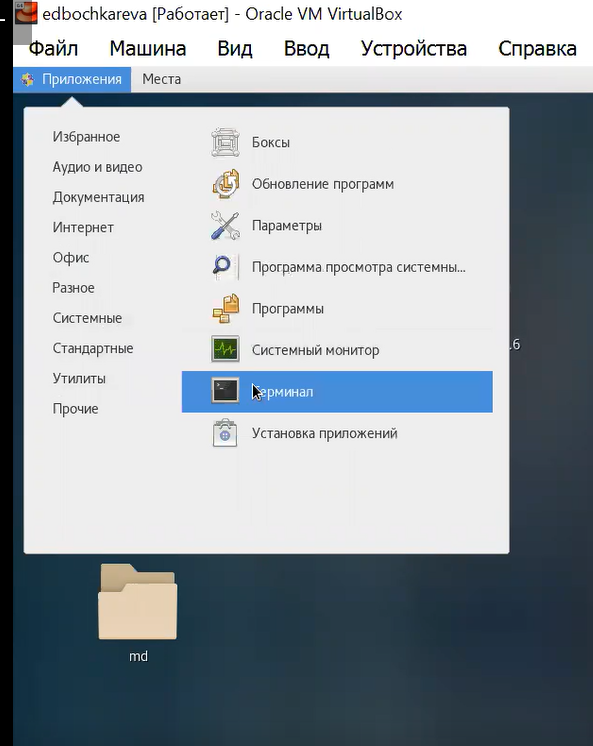 edbochkareva [Работает] - Oracle VM VirtualBox
Файл Машина Вид Ввод Устройства Справка
Приложения Места
Избранное
Аудио и видео
Документация
Интернет
Офис
Разное
Системные
Стандартные
Утилиты
Прочие
Боксы
Обновление программ
Параметры
Программа просмотра системны...
Программы
Системный монитор
Терминал
Установка приложений
.6
md